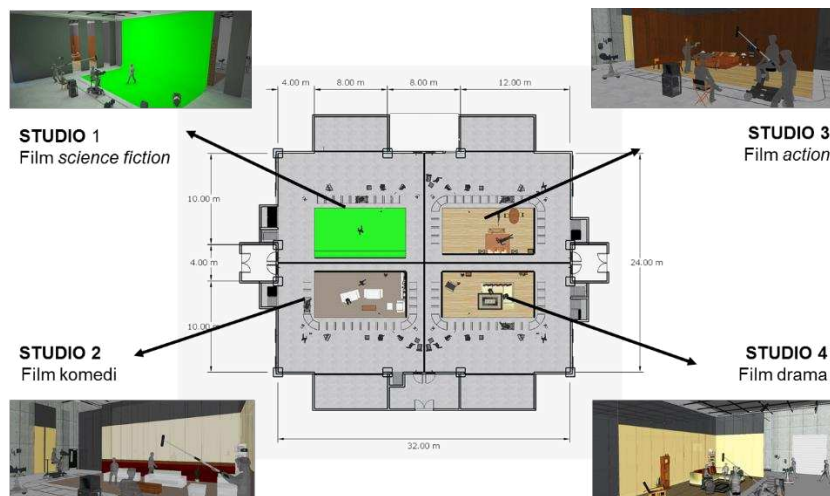 4.00 m 8.00 m 8.00 m 12.00 m
STUDIO 1
Film science fiction
STUDIO 3
Film action
10.00 m
4.00 m
24.00 m
10.00 m
STUDIO 2
Film komedi
STUDIO 4
Film drama
32.00 m